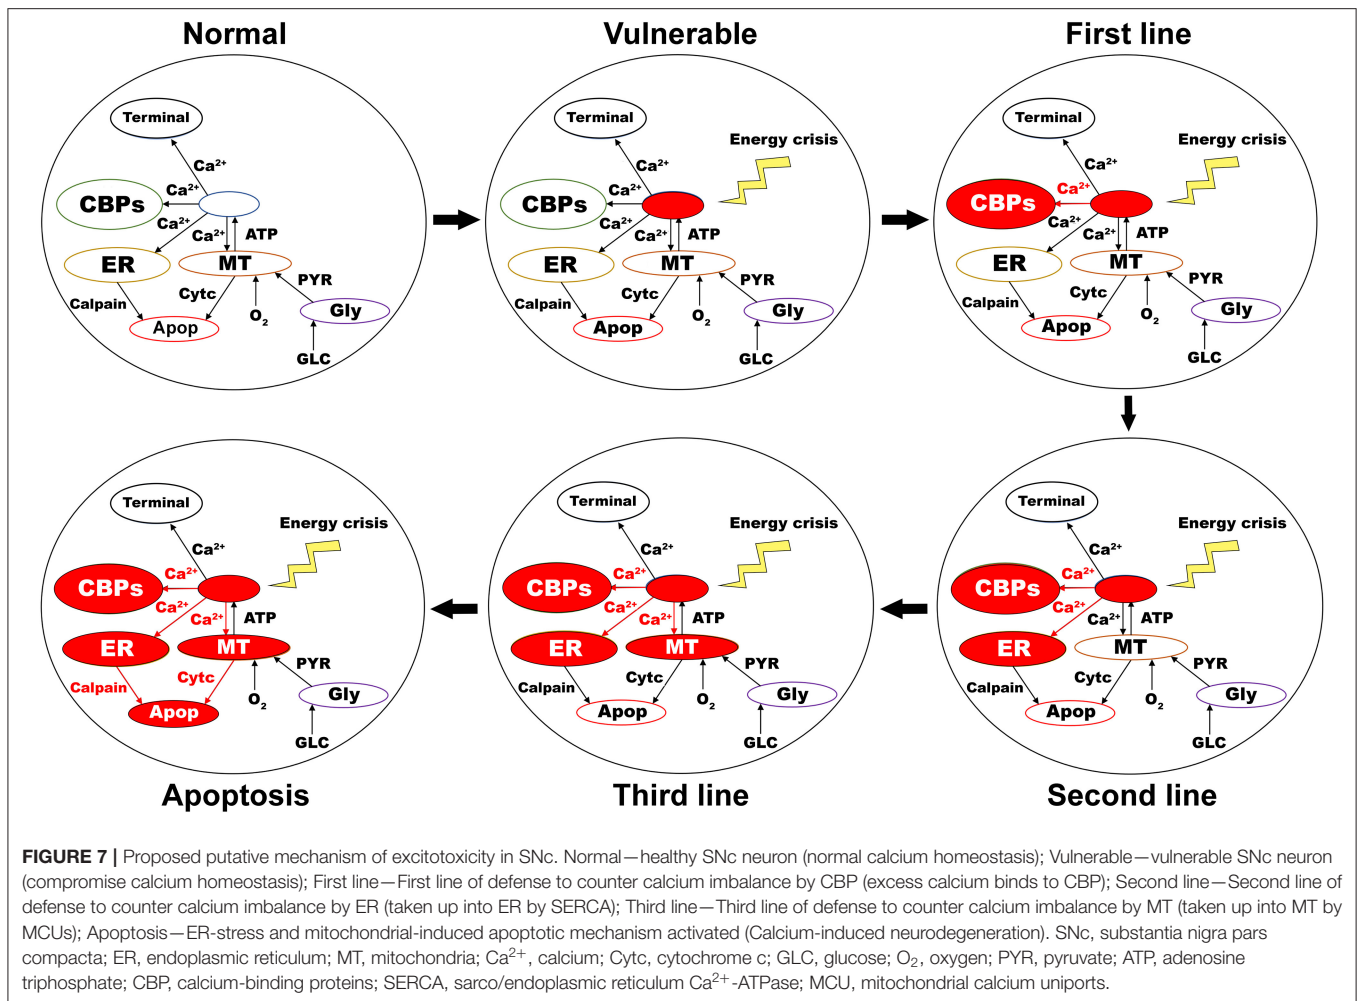 Normal
Vulnerable
First line
Terminal
Ca2+
CBPs
Ca2+
Ca2+
Ca2+
ATP
ER
MT
Calpain
Cytc
PYR
O2
Gly
Apop
GLC
Terminal
Energy crisis
Ca2+
CBPs
Ca2+
Ca2+
Ca2+
ATP
ER
MT
Calpain
Cytc
PYR
O2
Gly
Apop
GLC
Terminal
Energy crisis
Ca2+
CBPs
Ca2+
Ca2+
Ca2+
ATP
ER
MT
Calpain
Cytc
PYR
O2
Gly
Apop
GLC
Terminal
Energy crisis
Ca2+
CBPs
Ca2+
Ca2+
Ca2+
ATP
ER
MT
Calpain
Cytc
PYR
O2
Gly
Apop
GLC
Terminal
Energy crisis
Ca2+
CBPs
Ca2+
Ca2+
Ca2+
ATP
ER
MT
Calpain
Cytc
PYR
O2
Gly
Apop
GLC
Terminal
Energy crisis
Ca2+
CBPs
Ca2+
Ca2+
Ca2+
ATP
ER
MT
Calpain
Cytc
PYR
O2
Gly
Apop
GLC
Apoptosis
Third line
Second line
FIGURE 7 | Proposed putative mechanism of excitotoxicity in SNc. Normal—healthy SNc neuron (normal calcium homeostasis); Vulnerable—vulnerable SNc neuron
(compromise calcium homeostasis); First line—First line of defense to counter calcium imbalance by CBP (excess calcium binds to CBP); Second line—Second line of
defense to counter calcium imbalance by ER (taken up into ER by SERCA); Third line—Third line of defense to counter calcium imbalance by MT (taken up into MT by
MCUs); Apoptosis—ER-stress and mitochondrial-induced apoptotic mechanism activated (Calcium-induced neurodegeneration). SNc, substantia nigra pars
compacta; ER, endoplasmic reticulum; MT, mitochondria; Ca2+, calcium; Cytc, cytochrome c; GLC, glucose; O2, oxygen; PYR, pyruvate; ATP, adenosine
triphosphate; CBP, calcium-binding proteins; SERCA, sarco/endoplasmic reticulum Ca2+-ATPase; MCU, mitochondrial calcium uniports.